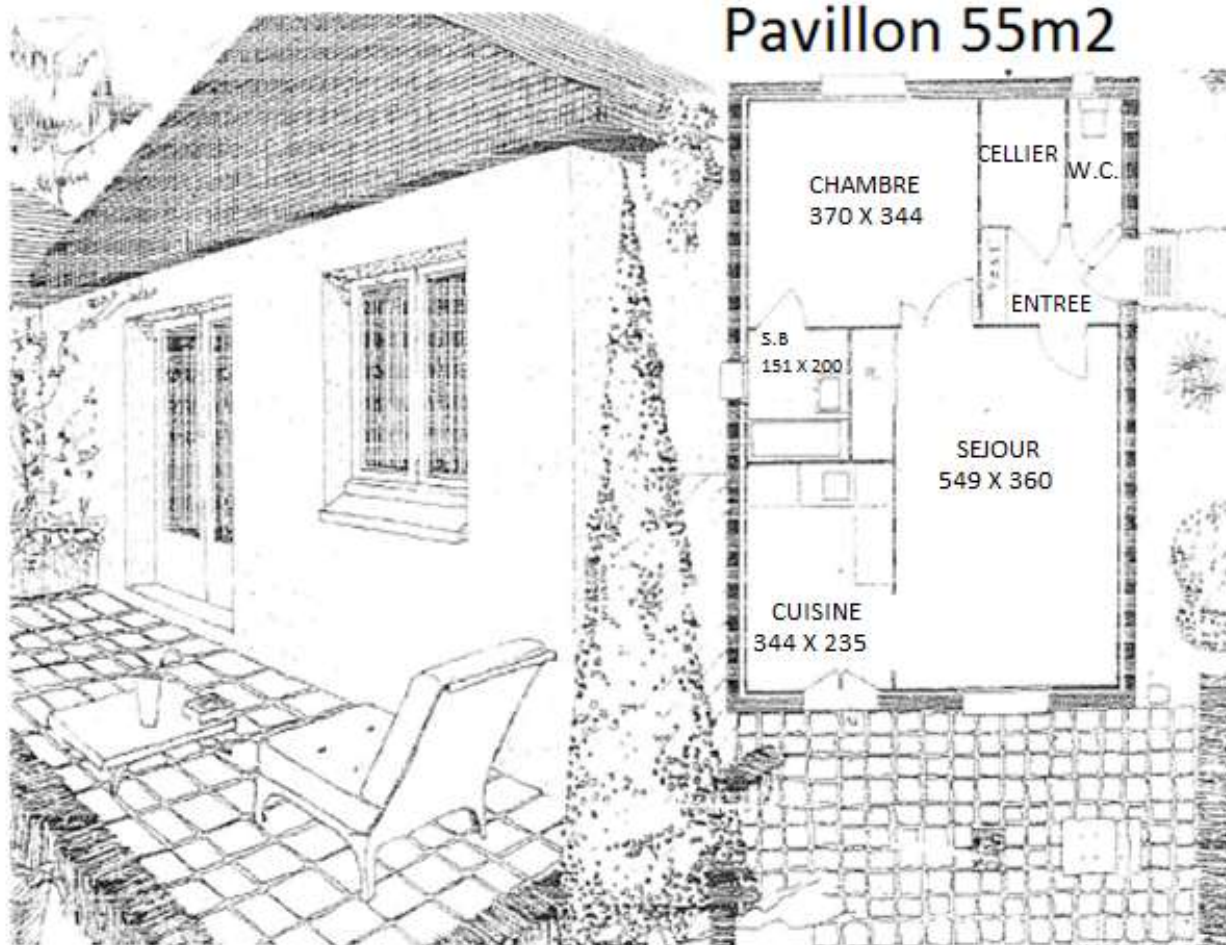 Pavillon 55m2
CELLIER
W.C.
CHAMBRE
370 X 344
ENTREE
S.B
151 X 200
SEJOUR
549 X 360
CUISINE
344 X 235